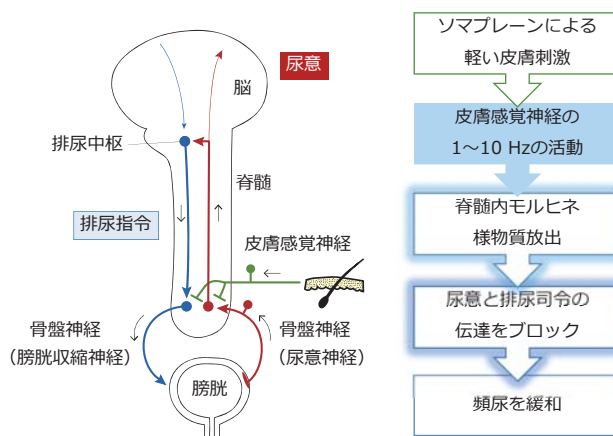 尿意
脳
排尿中枢
脊髄
排尿指令
皮膚感覚神経
骨盤神経
（膀胱収縮神経）
骨盤神経
（尿意神経）
膀胱
ソマプレーンによる
軽い皮膚刺激
皮膚感覚神経の
1～10 Hzの活動
脊髄内モルヒネ
様物質放出
尿意と排尿司令の
伝達をブロック
頻尿を緩和